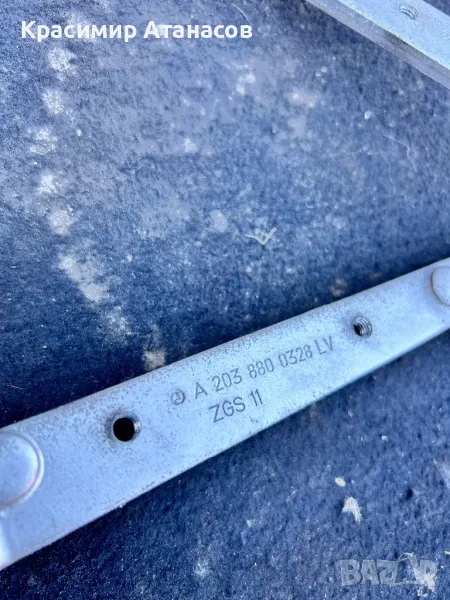 Красимир Атанасов
A 203 880 0328 LV
ZGS 11
BAZAR